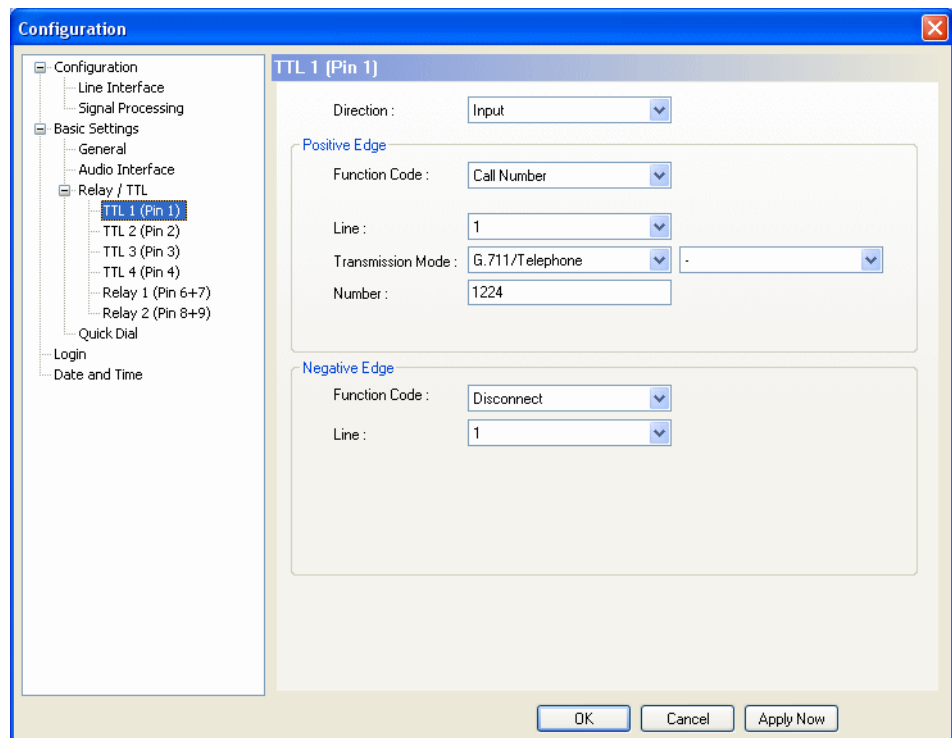 Configuration
Configuration
Line Interface
Signal Processing
Basic Settings
General
Audio Interface
Relay / TTL
TTL 1 (Pin 1)
TTL 2 (Pin 2)
TTL 3 (Pin 3)
TTL 4 (Pin 4)
Relay 1 (Pin 6+7)
Relay 2 (Pin 8+9)
Quick Dial
Login
Date and Time
TTL 1 (Pin 1)
Direction : Input
Positive Edge
Function Code : Call Number
Line : 1
Transmission Mode : G.711/Telephone -
Number : 1224
Negative Edge
Function Code : Disconnect
Line : 1
OK Cancel Apply Now